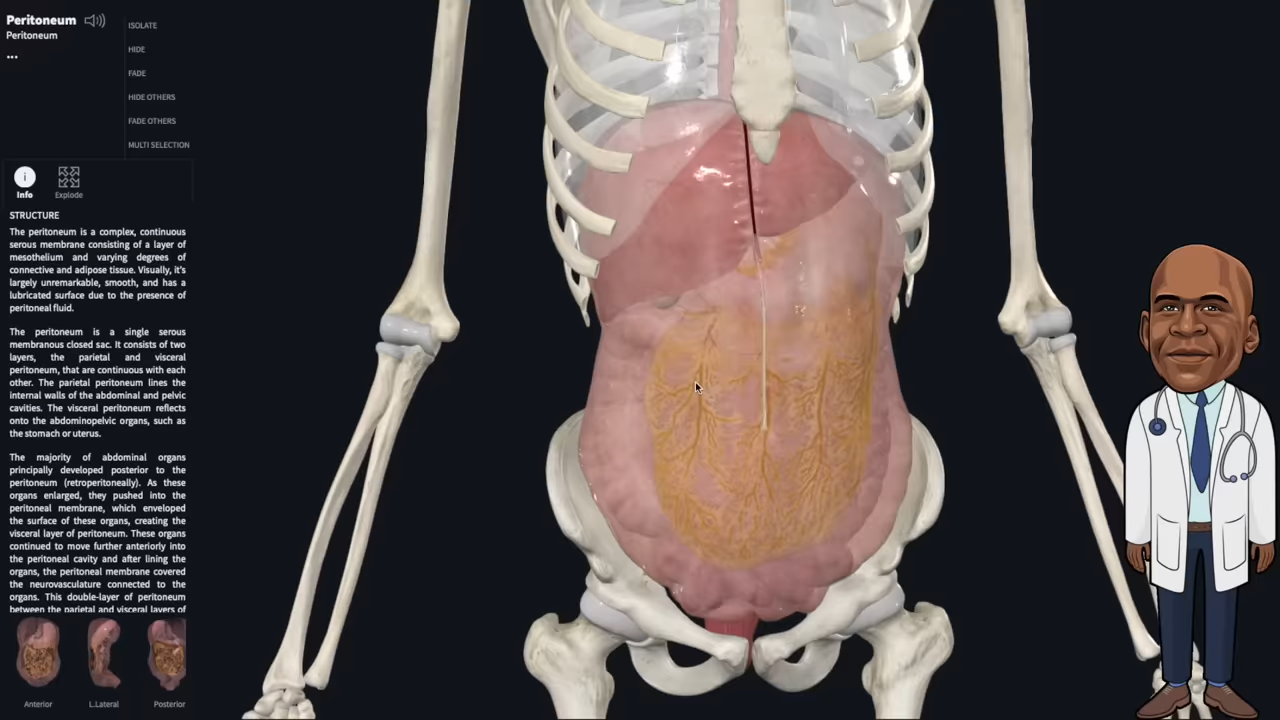 Peritoneum
Peritoneum
ISOLATE
HIDE
FADE
HIDE OTHERS
FADE OTHERS
MULTI SELECTION
Info
Explode
STRUCTURE
The peritoneum is a complex, continuous
serous membrane consisting of a layer of
mesothelium and varying degrees of
connective and adipose tissue. Visually, it's
largely unremarkable, smooth, and has a
lubricated surface due to the presence of
peritoneal fluid.
The peritoneum is a single serous
membranous closed sac. It consists of two
layers, the parietal and visceral
peritoneum, that are continuous with each
other. The parietal peritoneum lines the
internal walls of the abdominal and pelvic
cavities. The visceral peritoneum reflects
onto the abdominopelvic organs, such as
the stomach or uterus.
The majority of abdominal organs
principally developed posterior to the
peritoneum (retroperitoneally). As these
organs enlarged, they pushed into the
peritoneal membrane, which enveloped
the surface of these organs, creating the
visceral layer of peritoneum. These organs
continued to move further anteriorly into
the peritoneal cavity and after lining the
organs, the peritoneal membrane covered
the neurovasculature connected to the
organs. This double-layer of peritoneum
between the parietal and visceral layers of
Anterior
L.Lateral
Posterior